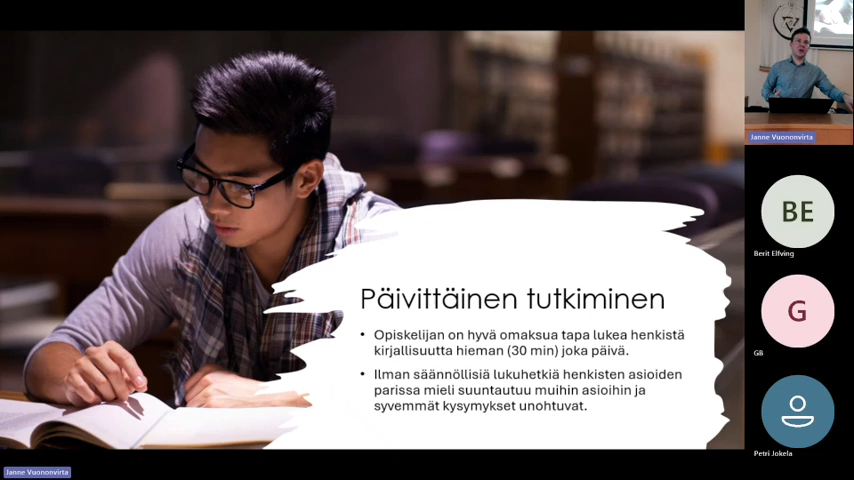 Päivittäinen tutkiminen
• Opiskelijan on hyvä omaksua tapa lukea henkistä
kirjallisuutta hieman (30 min) joka päivä.
• Ilman säännöllisiä lukuhetkiä henkisten asioiden
parissa mieli suuntautuu muihin asioihin ja
syvemmät kysymykset unohtuvat.
Janne Vuononvirta
Janne Vuononvirta
BE
Berit Elfving
G
GB
Petri Jokela